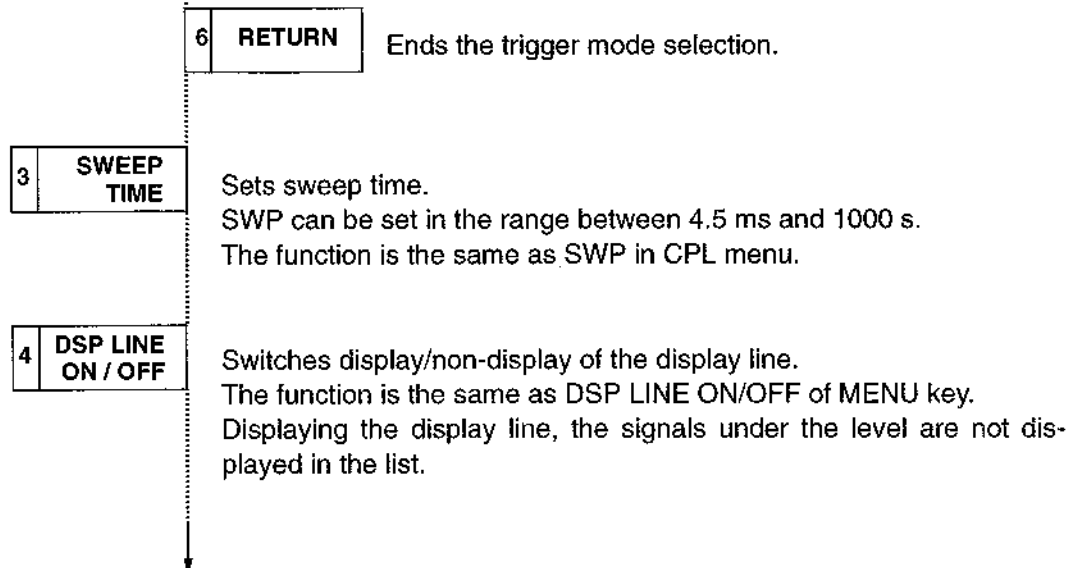 6 RETURN Ends the trigger mode selection.
3 SWEEP
TIME
Sets sweep time.
SWP can be set in the range between 4.5 ms and 1000 s.
The function is the same as SWP in CPL menu.
4 DSP LINE
ON / OFF
Switches display/non-display of the display line.
The function is the same as DSP LINE ON/OFF of MENU key.
Displaying the display line, the signals under the level are not dis-
played in the list.